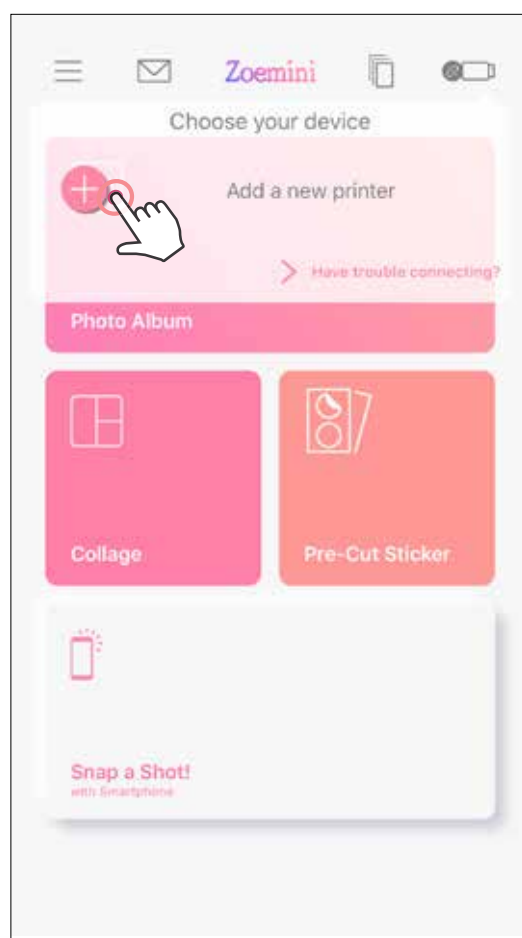 Zoemini
Choose your device
Add a new printer
Have trouble connecting?
Photo Album
Collage
Pre-Cut Sticker
Snap a Shot!
with Smartphone